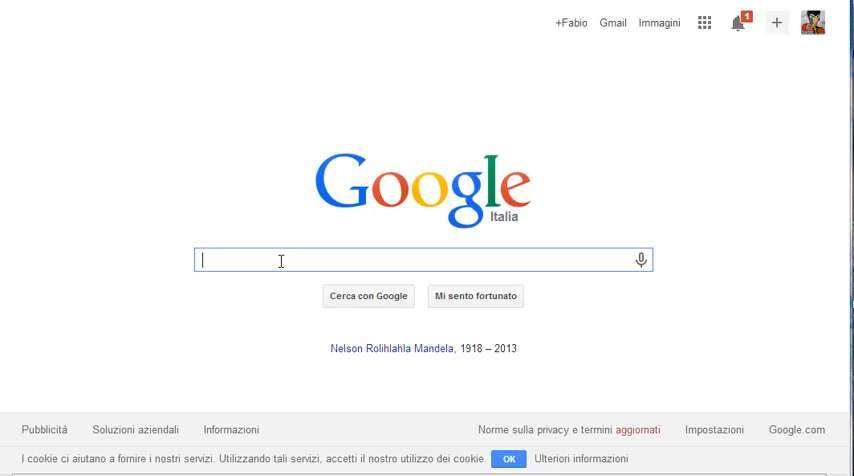 +Fabio Gmail Immagini 1
Google
Italia
Cerca con Google Mi sento fortunato
Nelson Rolihlahla Mandela, 1918 – 2013
Pubblicità Soluzioni aziendali Informazioni Norme sulla privacy e termini aggiornati Impostazioni Google.com
I cookie ci aiutano a fornire i nostri servizi. Utilizzando tali servizi, accetti il nostro utilizzo dei cookie. OK Ulteriori informazioni